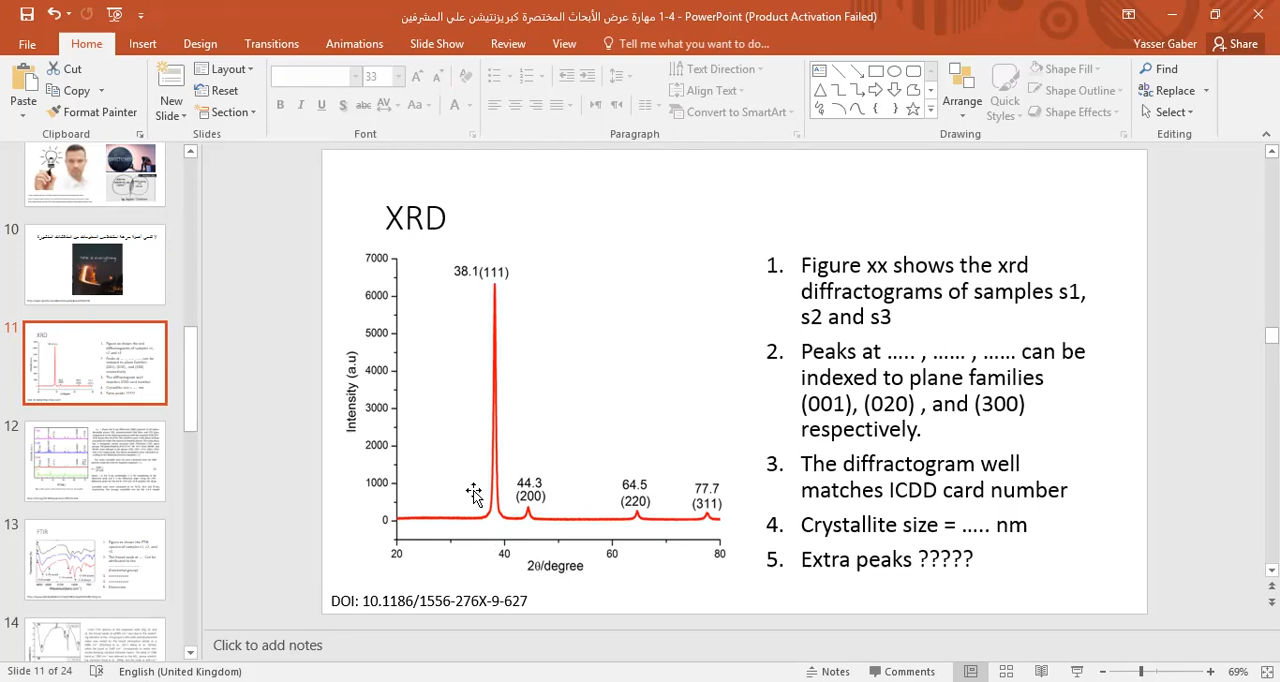 1-4 مهارة عرض الأبحاث المختصرة كبريزنتيشن علي المشرفين - PowerPoint (Product Activation Failed)
File Home Insert Design Transitions Animations Slide Show Review View Tell me what you want to do... Yasser Gaber Share
Paste
Cut
Copy
Format Painter
Clipboard
New
Slide
Layout
Reset
Section
Slides
33
B I U S abc AV Aa A
Font
Text Direction
Align Text
Convert to SmartArt
Paragraph
Arrange
Quick
Styles
Shape Fill
Shape Outline
Shape Effects
Drawing
Find
Replace
Select
Editing
10
11
12
13
FTIR
14
XRD
7000
6000
5000
4000
3000
2000
1000
0
Intensity (a.u)
38.1(111)
44.3
(200)
64.5
(220)
77.7
(311)
20 40 60 80
2θ/degree
DOI: 10.1186/1556-276X-9-627
1. Figure xx shows the xrd
diffractograms of samples s1,
s2 and s3
2. Peaks at ..... , ...... , ...... can be
indexed to plane families
(001), (020) , and (300)
respectively.
3. The diffractogram well
matches ICDD card number
4. Crystallite size = ..... nm
5. Extra peaks ?????
Click to add notes
Slide 11 of 24 English (United Kingdom) Notes Comments 69%